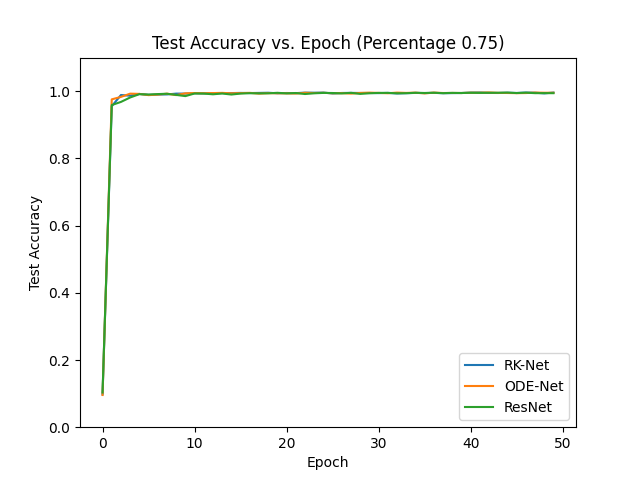 Test Accuracy vs. Epoch (Percentage 0.75)
Test Accuracy
1.0
0.8
0.6
0.4
0.2
0.0
0 10 20 30 40 50
Epoch
RK-Net
ODE-Net
ResNet